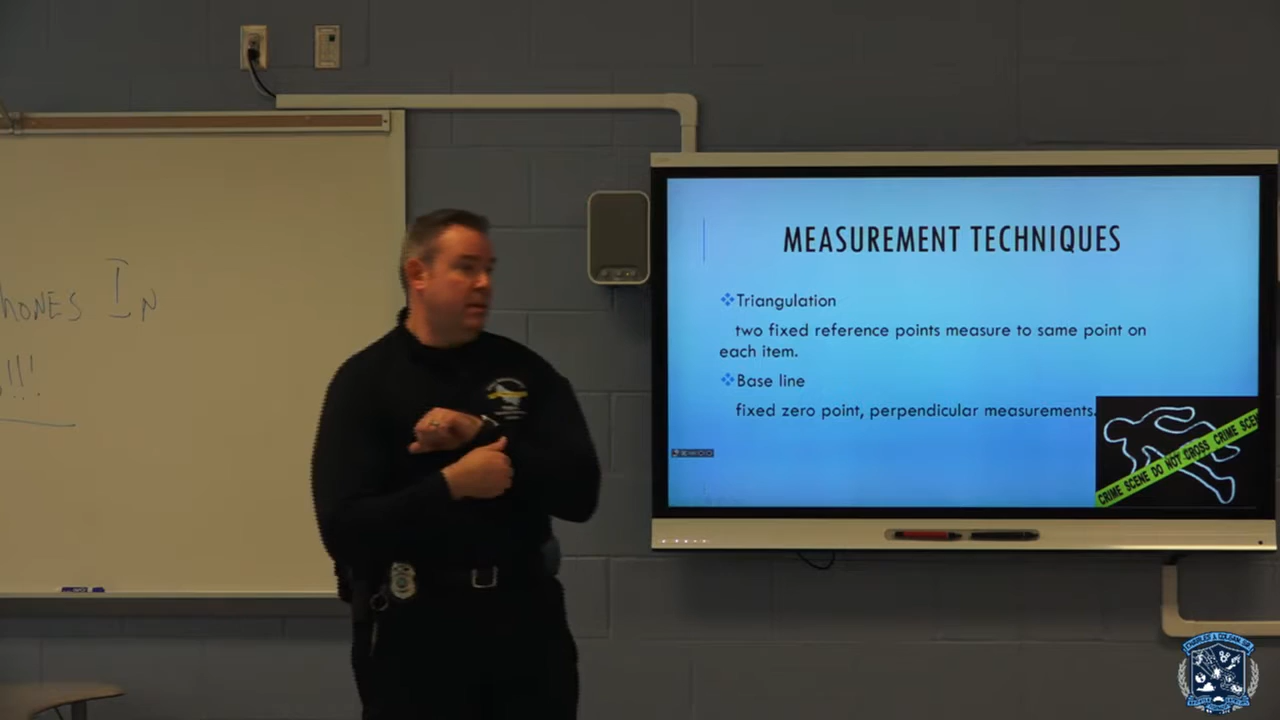 hONES IN
!!!
MEASUREMENT TECHNIQUES
❖Triangulation
two fixed reference points measure to same point on
each item.
❖Base line
fixed zero point, perpendicular measurements.
CRIME SCENE DO NOT CROSS CRIME SCEN